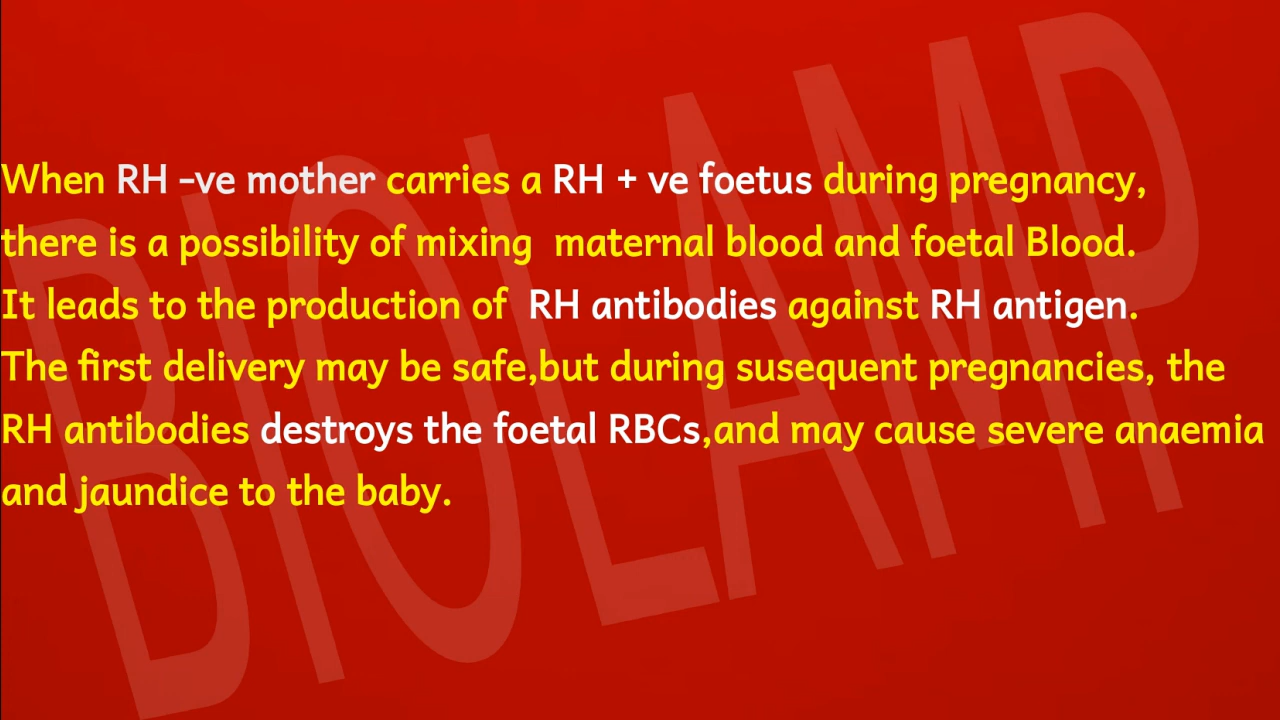 When RH -ve mother carries a RH + ve foetus during pregnancy,
there is a possibility of mixing  maternal blood and foetal Blood.
It leads to the production of  RH antibodies against RH antigen.
The first delivery may be safe,but during susequent pregnancies, the
RH antibodies destroys the foetal RBCs,and may cause severe anaemia
and jaundice to the baby.
BIOLAMP